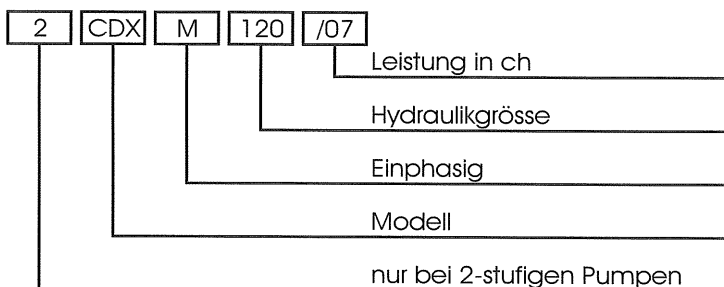 2 CDX M 120 /07
Leistung in ch
Hydraulikgrösse
Einphasig
Modell
nur bei 2-stufigen Pumpen